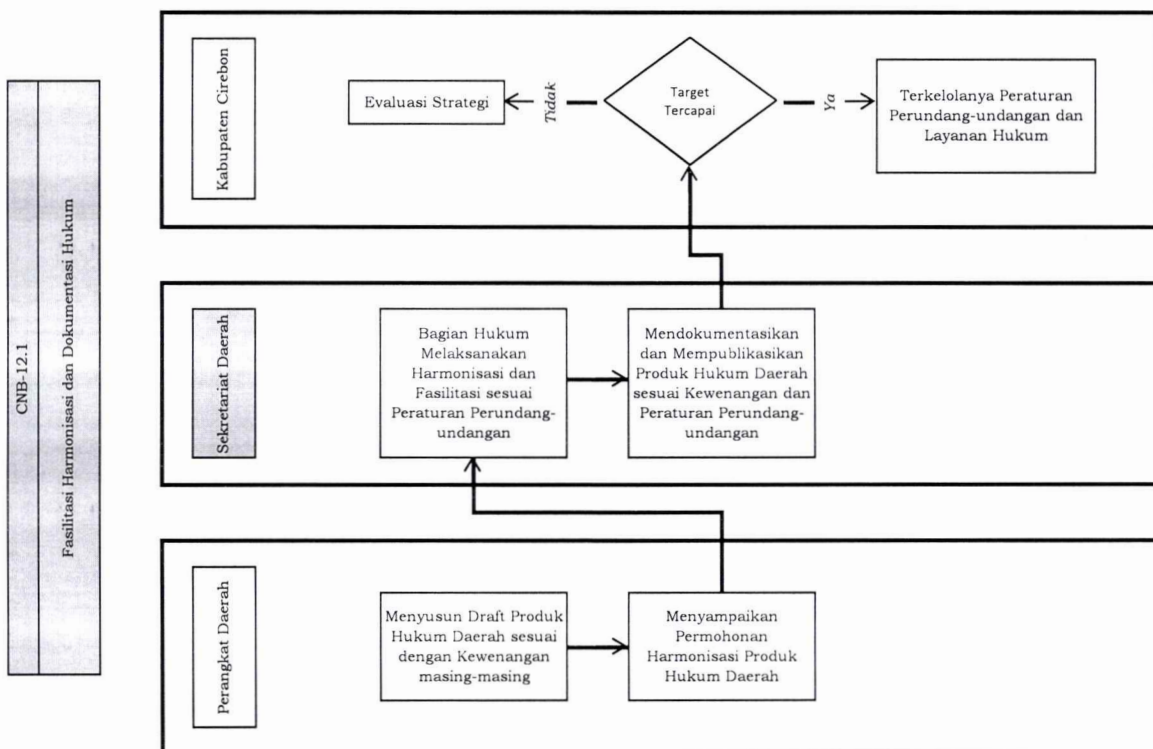 CNB-12.1
Fasilitasi Harmonisasi dan Dokumentasi Hukum
Kabupaten Cirebon
Evaluasi Strategi
Tidak
Target
Tercapai
Ya
Terkelolanya Peraturan
Perundang-undangan dan
Layanan Hukum
Sekretariat Daerah
Bagian Hukum
Melaksanakan
Harmonisasi dan
Fasilitasi sesuai
Peraturan Perundang-
undangan
Mendokumentasikan
dan Mempublikasikan
Produk Hukum Daerah
sesuai Kewenangan dan
Peraturan Perundang-
undangan
Perangkat Daerah
Menyusun Draft Produk
Hukum Daerah sesuai
dengan Kewenangan
masing-masing
Menyampaikan
Permohonan
Harmonisasi Produk
Hukum Daerah